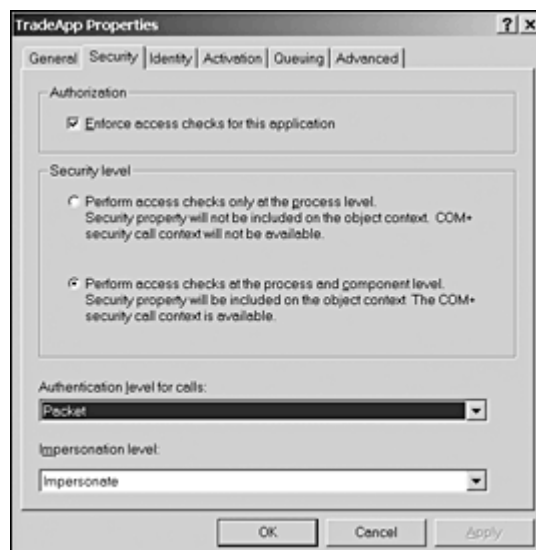 TradeApp Properties
? ×
General Security Identity Activation Queuing Advanced
Authorization
Enforce access checks for this application
Security level
Perform access checks only at the process level.
Security property will not be included on the object context. COM+
security call context will not be available.
Perform access checks at the process and component level.
Security property will be included on the object context. The COM+
security call context is available.
Authentication level for calls:
Packet
Impersonation level:
Impersonate
OK Cancel Apply